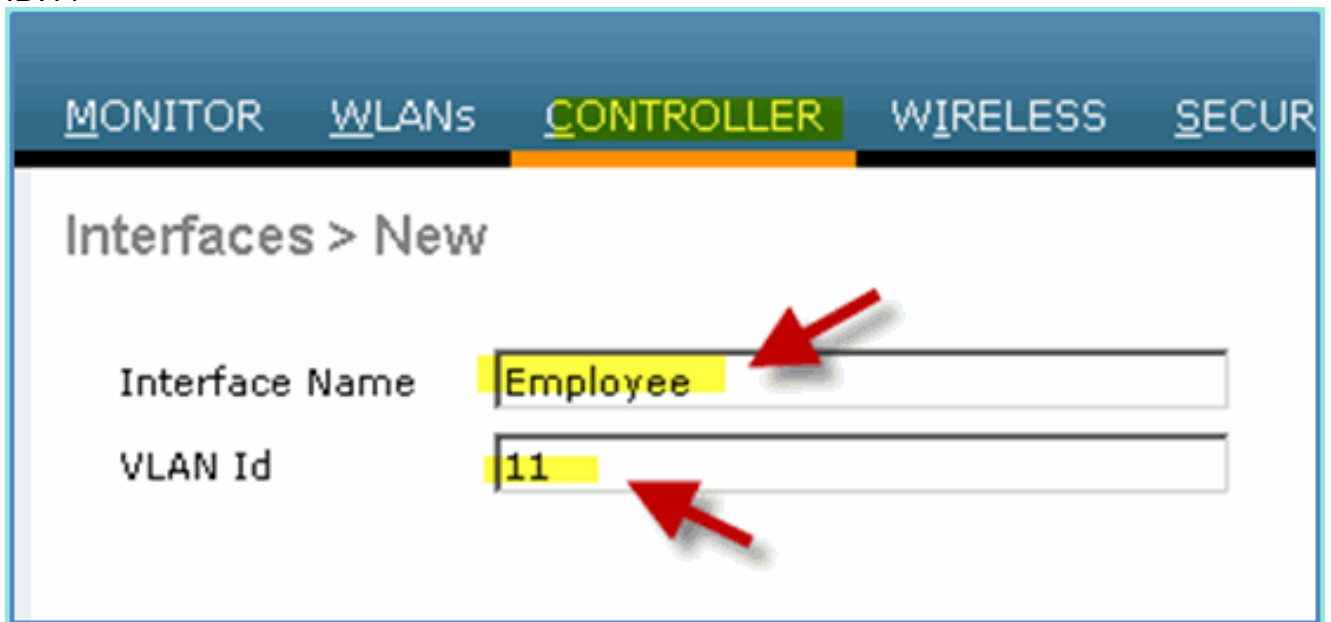 MONITOR WLANs CONTROLLER WIRELESS SECUR
Interfaces > New
Interface Name Employee
VLAN Id 11